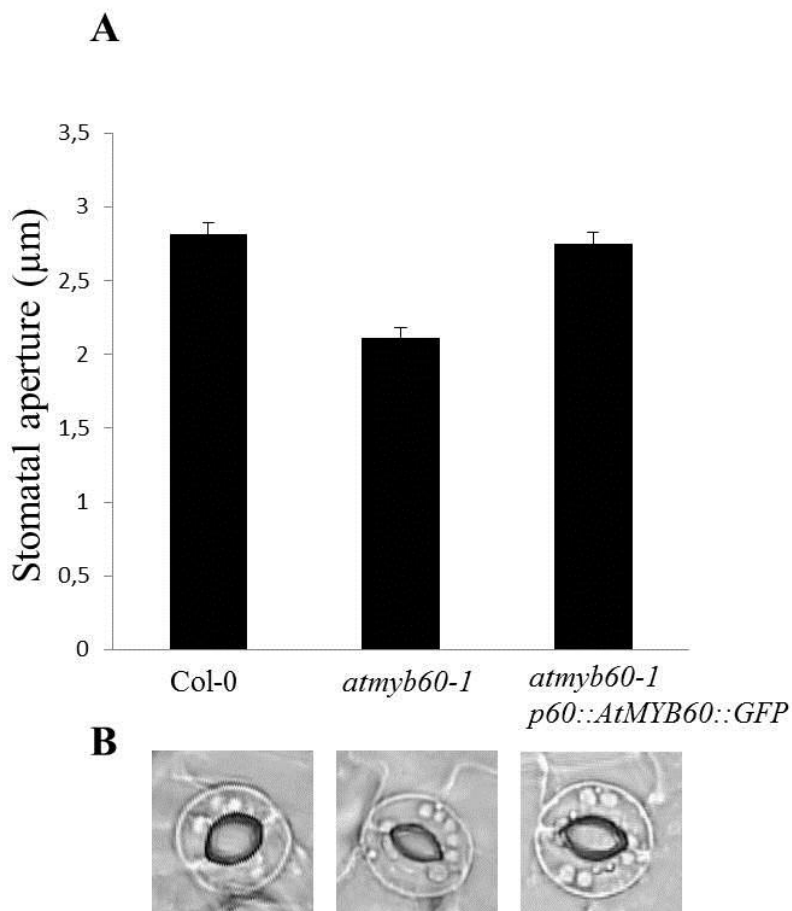 A
Stomatal aperture (µm)
3,5
3
2,5
2
1,5
1
0,5
0
Col-0
atmyb60-1
atmyb60-1
p60::AtMYB60::GFP
B